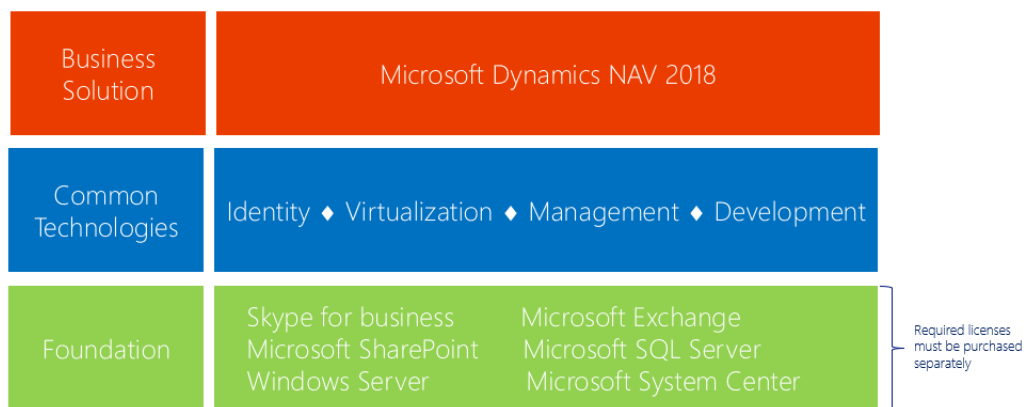 Business
Solution
Microsoft Dynamics NAV 2018
Common
Technologies
Identity ♦ Virtualization ♦ Management ♦ Development
Foundation
Skype for business Microsoft Exchange
Microsoft SharePoint Microsoft SQL Server
Windows Server Microsoft System Center
Required licenses
must be purchased
separately